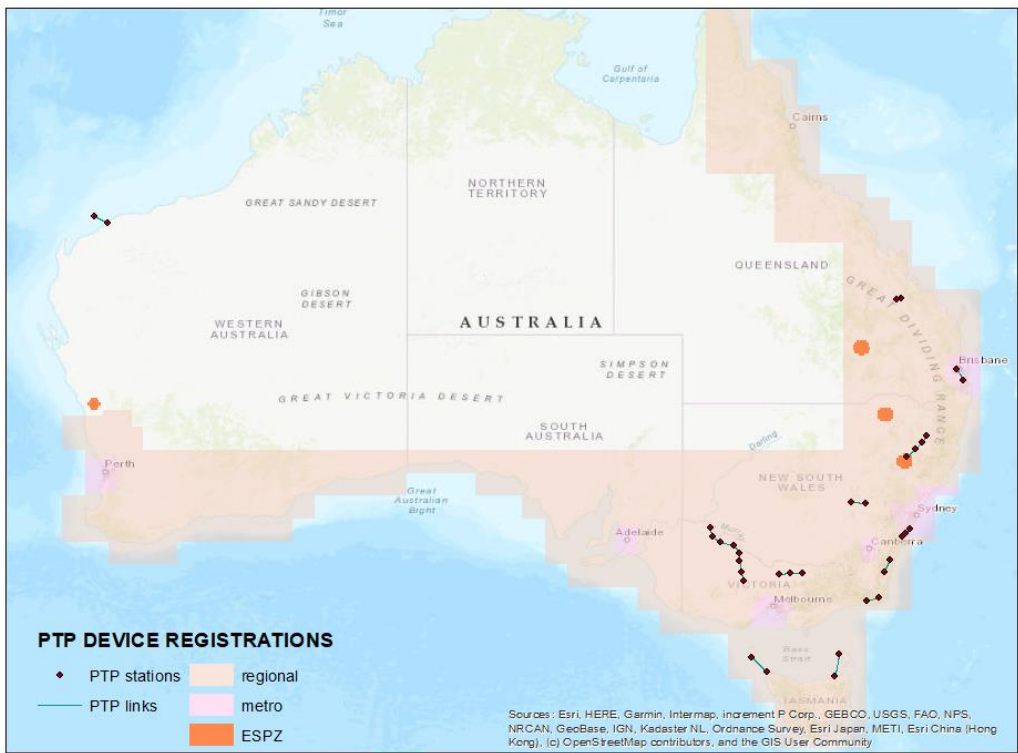 Timor
Sea
Gulf of
Carpentaria
Cairns
NORTHERN
TERRITORY
GREAT SANDY DESERT
QUEENSLAND
GIBSON
DESERT
GREAT DIVIDING RANGE
WESTERN
AUSTRALIA
AUSTRALIA
SIMPSON
DESERT
Brisbane
GREAT VICTORIA DESERT
SOUTH
AUSTRALIA
Darling
Perth
NEW SOUTH
WALES
Great
Australian
Bight
Sydney
Adelaide
Canberra
VICTORIA
Melbourne
Bass
Strait
TASMANIA
PTP DEVICE REGISTRATIONS
PTP stations
regional
PTP links
metro
ESPZ
Sources: Esri, HERE, Garmin, Intermap, increment P Corp., GEBCO, USGS, FAO, NPS,
NRCAN, GeoBase, IGN, Kadaster NL, Ordnance Survey, Esri Japan, METI, Esri China (Hong
Kong), (c) OpenStreetMap contributors, and the GIS User Community